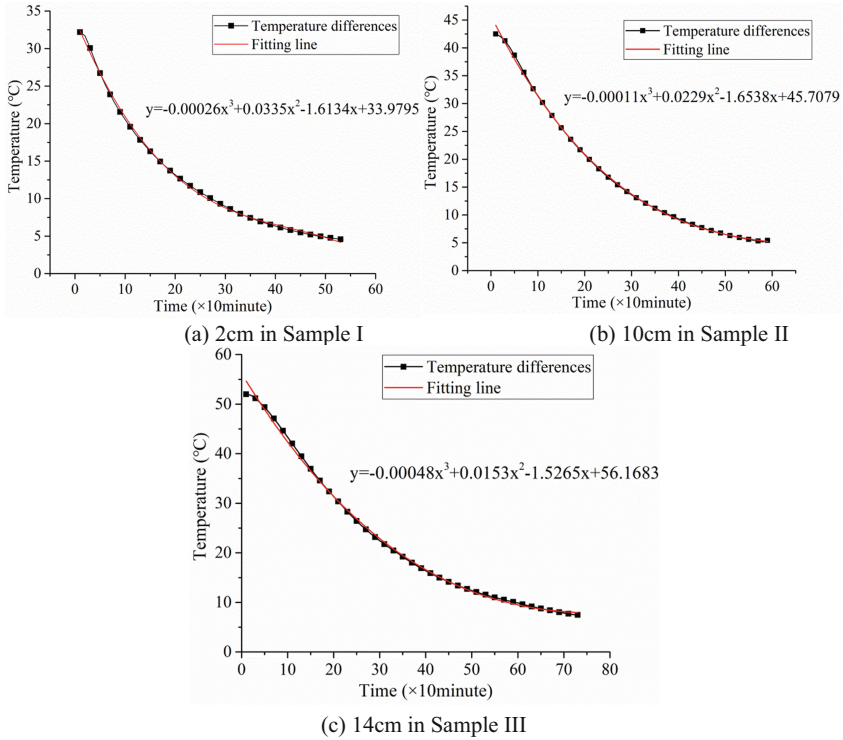 35
30
25
20
15
10
5
0
Temperature (℃)
Temperature differences
Fitting line
y=-0.00026x³+0.0335x²-1.6134x+33.9795
0 10 20 30 40 50 60
Time (×10minute)
(a) 2cm in Sample I
45
40
35
30
25
20
15
10
5
0
Temperature (℃)
Temperature differences
Fitting line
y=-0.00011x³+0.0229x²-1.6538x+45.7079
0 10 20 30 40 50 60
Time (×10minute)
(b) 10cm in Sample II
60
50
40
30
20
10
0
Temperature (℃)
Temperature differences
Fitting line
y=-0.00048x³+0.0153x²-1.5265x+56.1683
0 10 20 30 40 50 60 70 80
Time (×10minute)
(c) 14cm in Sample III